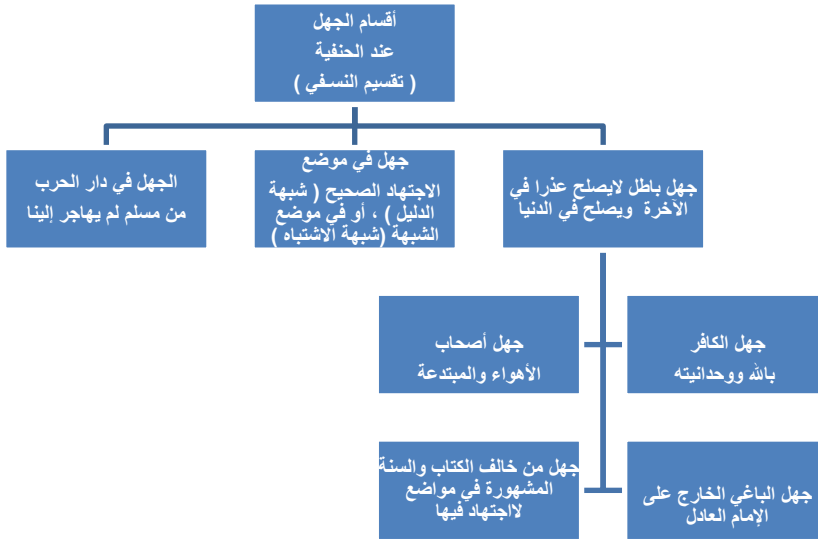 أقسام الجهل
عند الحنفية
( تقسيم النسفي )
جهل باطل لايصلح عذرا في
الآخرة ويصلح في الدنيا
جهل في موضع
الاجتهاد الصحيح ( شبهة
الدليل ) ، أو في موضع
الشبهة (شبهة الاشتباه )
الجهل في دار الحرب
من مسلم لم يهاجر إلينا
جهل الكافر
بالله ووحدانيته
جهل أصحاب
الأهواء والمبتدعة
جهل الباغي الخارج على
الإمام العادل
جهل من خالف الكتاب والسنة
المشهورة في مواضع
لااجتهاد فيها